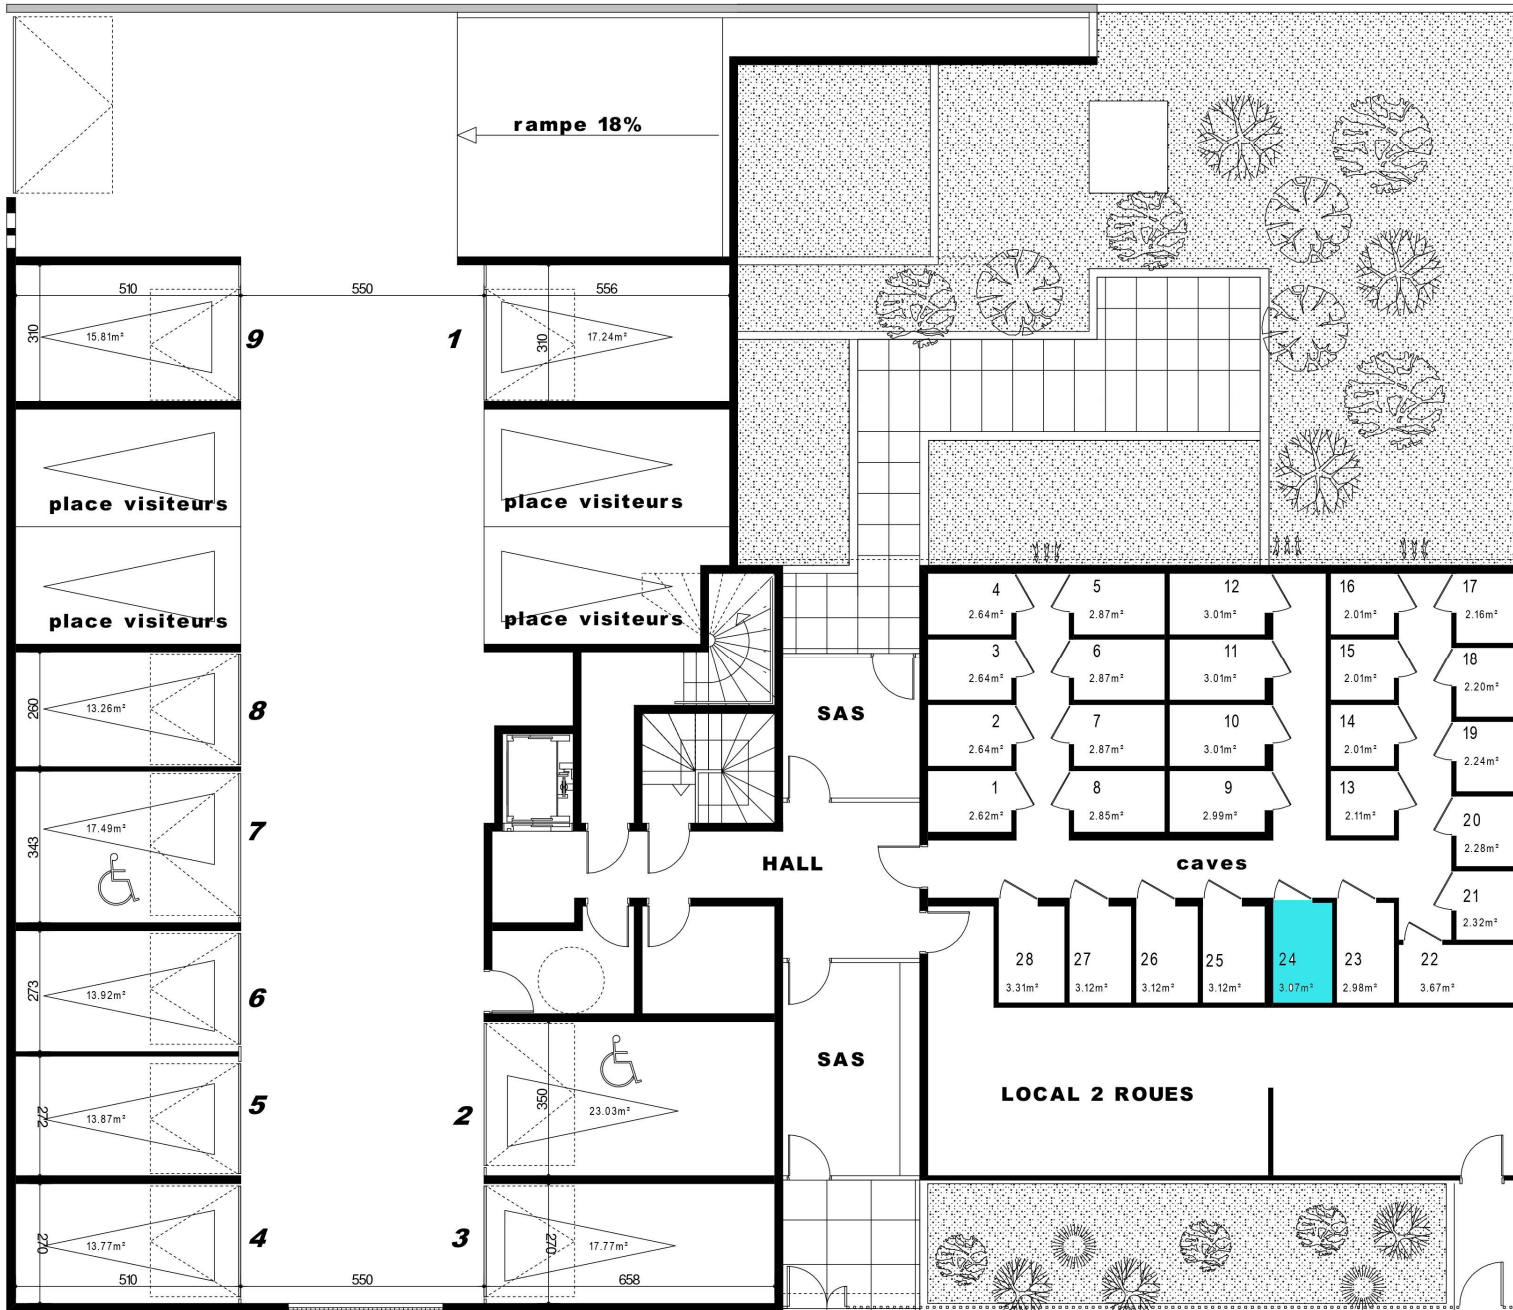 rampe 18%
510
550
556
310
15.81m²
9
1
310
17.24m²
place visiteurs
place visiteurs
place visiteurs
place visiteurs
260
13.26m²
8
343
17.49m²
7
273
13.92m²
6
272
13.87m²
5
2
350
23.03m²
270
13.77m²
4
3
270
17.77m²
510
550
658
SAS
HALL
SAS
caves
LOCAL 2 ROUES
4
2.64m²
5
2.87m²
12
3.01m²
16
2.01m²
17
2.16m²
3
2.64m²
6
2.87m²
11
3.01m²
15
2.01m²
18
2.20m²
2
2.64m²
7
2.87m²
10
3.01m²
14
2.01m²
19
2.24m²
1
2.62m²
8
2.85m²
9
2.99m²
13
2.11m²
20
2.28m²
21
2.32m²
28
3.31m²
27
3.12m²
26
3.12m²
25
3.12m²
24
3.07m²
23
2.98m²
22
3.67m²